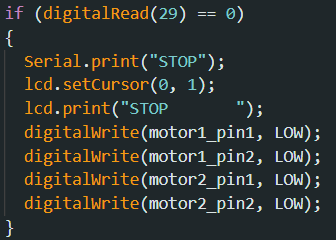 if (digitalRead(29) == 0)
{
  Serial.print("STOP");
  lcd.setCursor(0, 1);
  lcd.print("STOP       ");
  digitalWrite(motor1_pin1, LOW);
  digitalWrite(motor1_pin2, LOW);
  digitalWrite(motor2_pin1, LOW);
  digitalWrite(motor2_pin2, LOW);
}